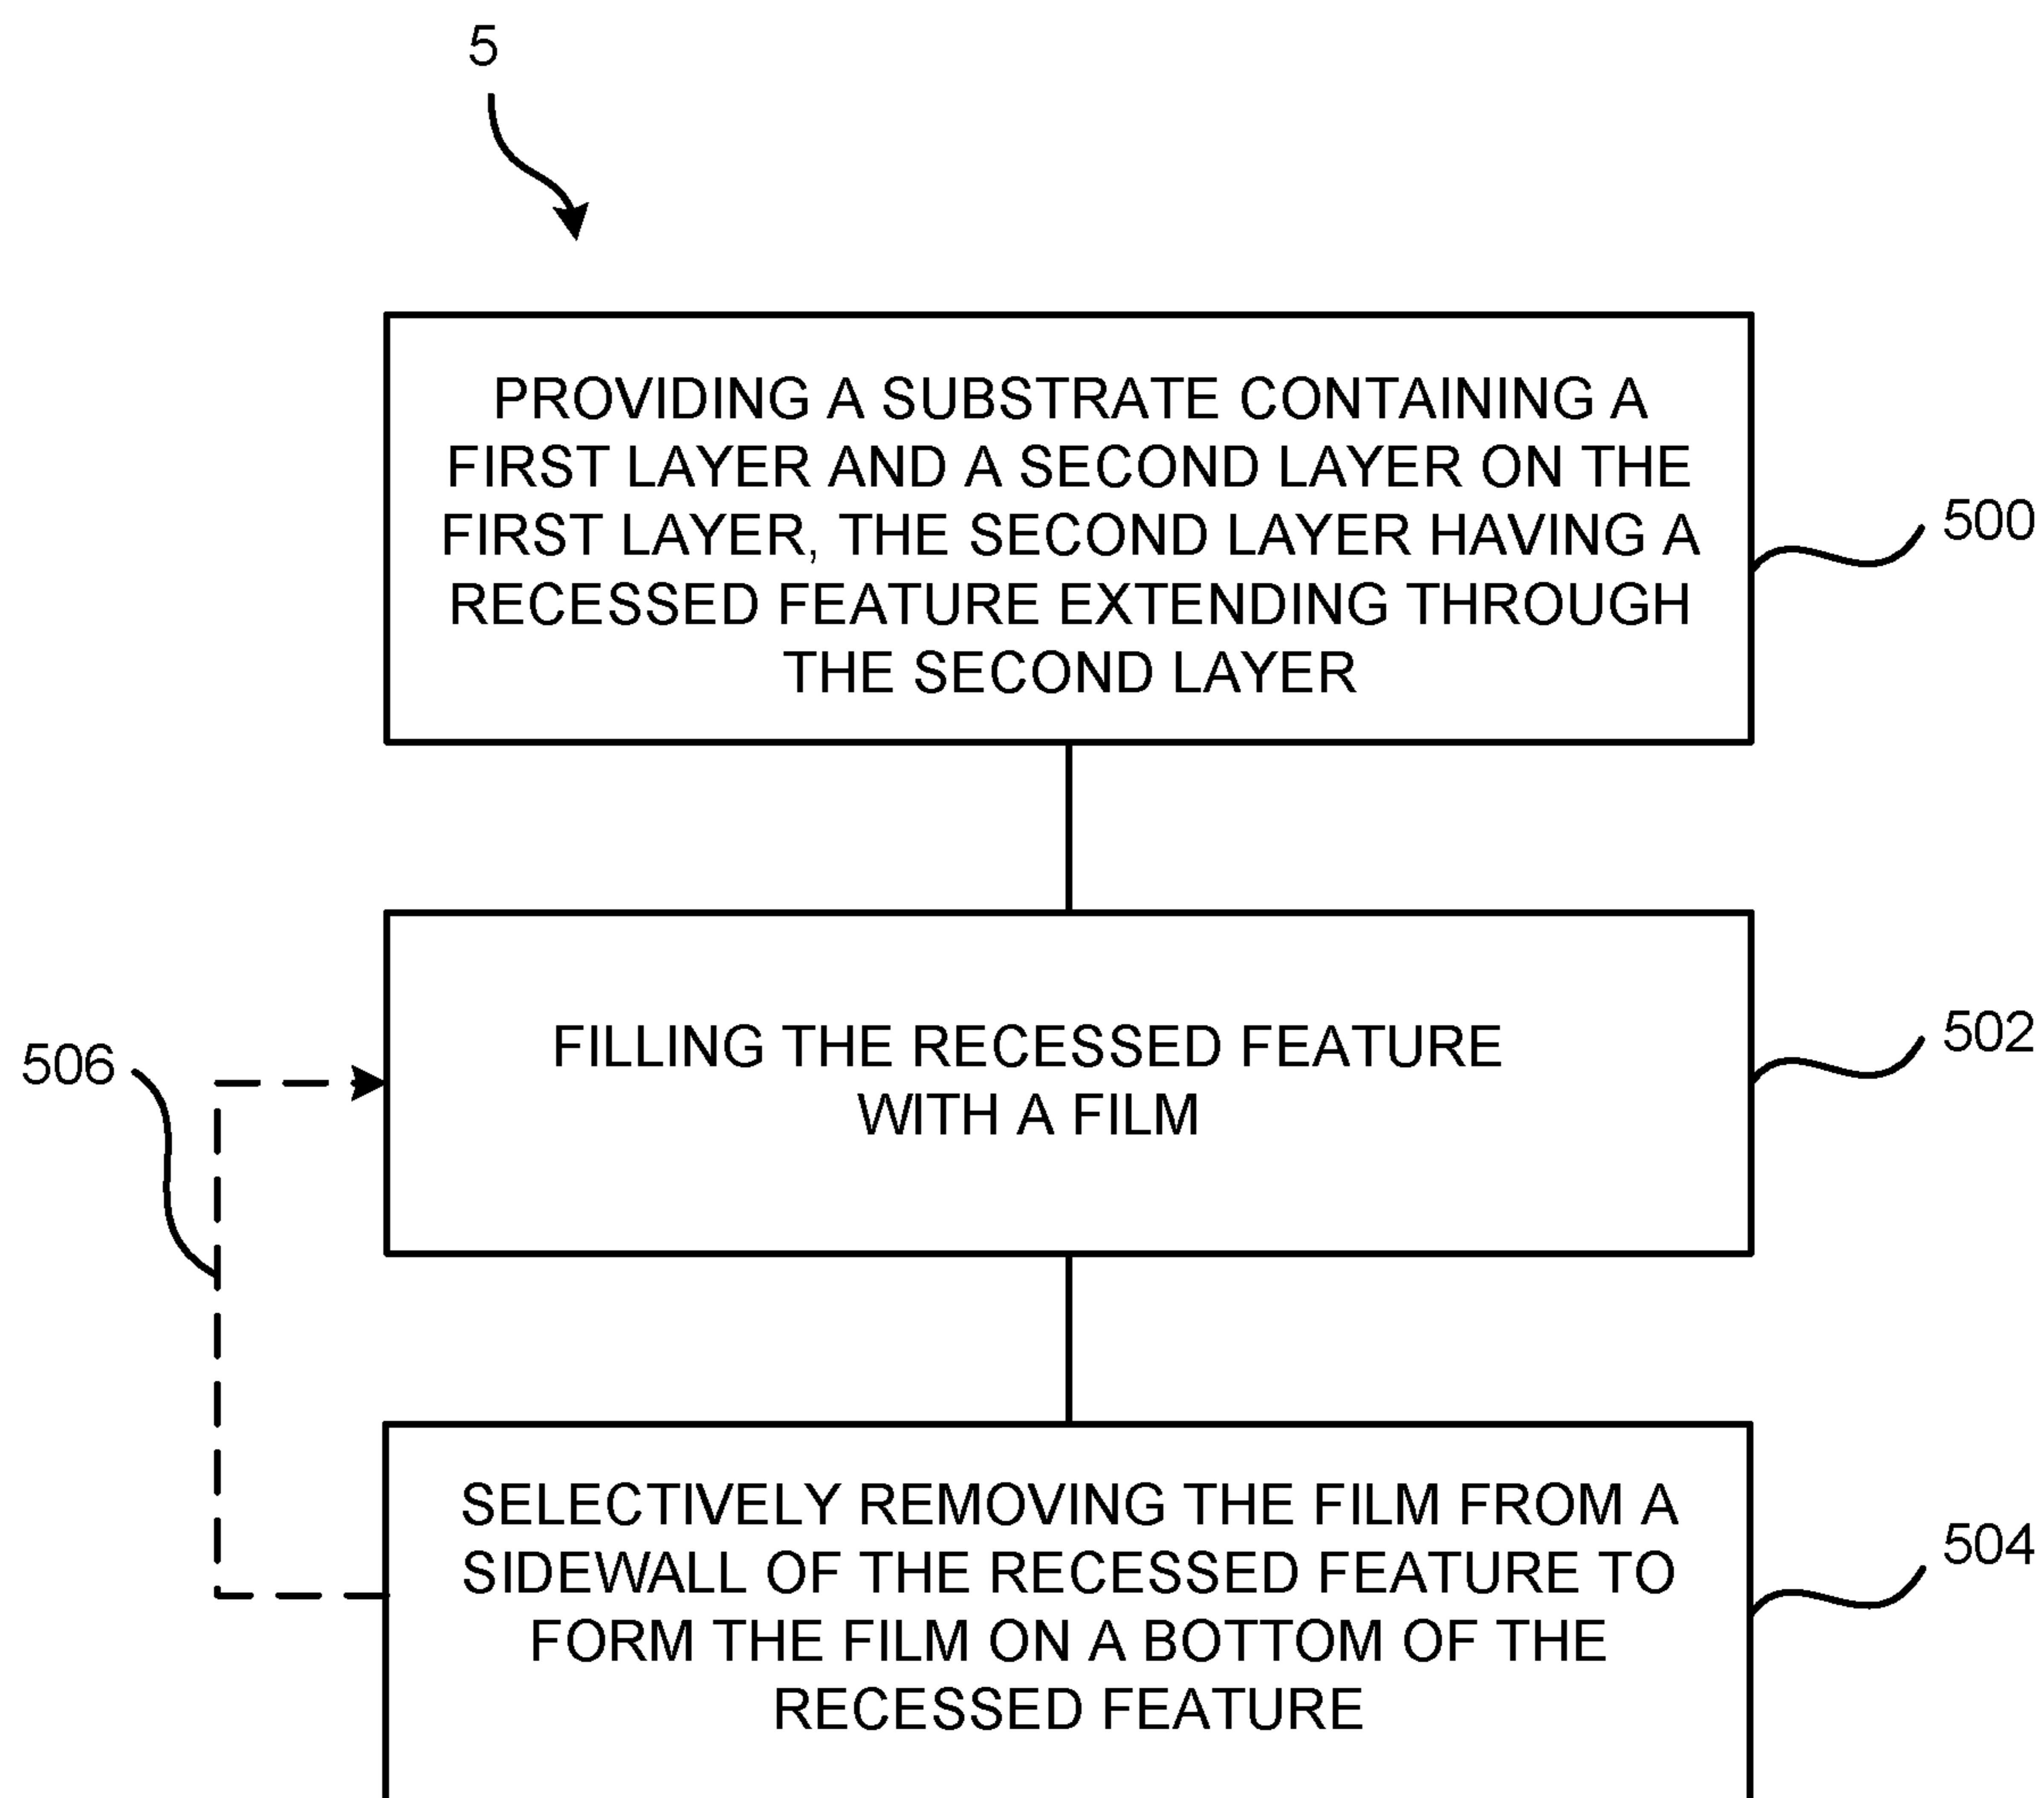 5
PROVIDING A SUBSTRATE CONTAINING A
FIRST LAYER AND A SECOND LAYER ON THE
FIRST LAYER, THE SECOND LAYER HAVING A
RECESSED FEATURE EXTENDING THROUGH
THE SECOND LAYER
500
FILLING THE RECESSED FEATURE
WITH A FILM
502
506
SELECTIVELY REMOVING THE FILM FROM A
SIDEWALL OF THE RECESSED FEATURE TO
FORM THE FILM ON A BOTTOM OF THE
RECESSED FEATURE
504